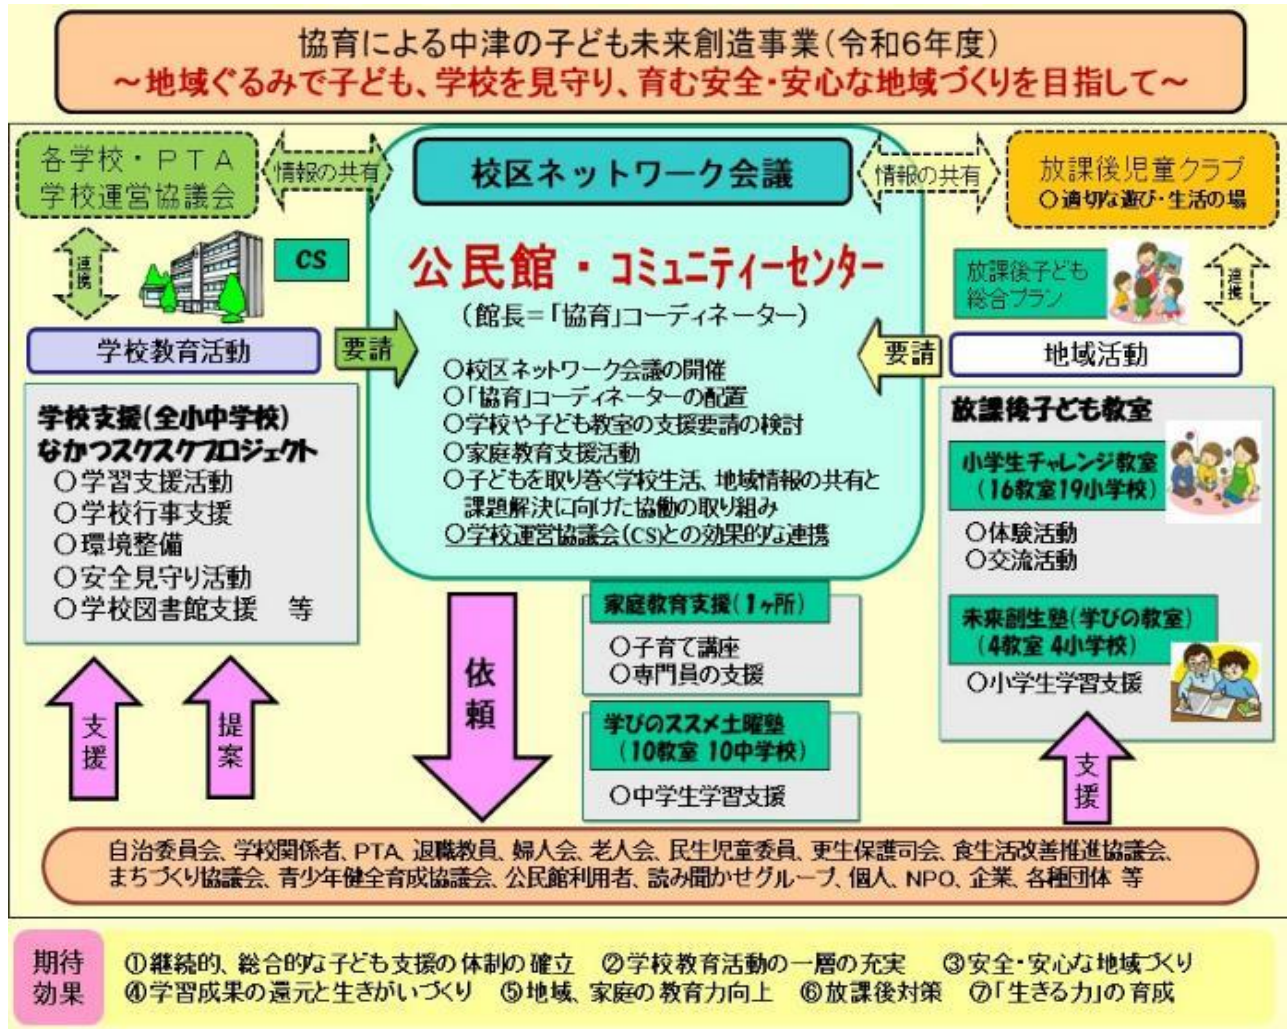 協育による中津の子ども未来創造事業(令和6年度)
～地域ぐるみで子ども、学校を見守り、育む安全・安心な地域づくりを目指して～
各学校・PTA
学校運営協議会
情報の共有
校区ネットワーク会議
情報の共有
放課後児童クラブ
○適切な遊び・生活の場
連携
CS
公民館・コミュニティーセンター
(館長=「協育」コーディネーター)
放課後子ども
総合プラン
連携
学校教育活動
要請
要請
地域活動
○校区ネットワーク会議の開催
○「協育」コーディネーターの配置
○学校や子ども教室の支援要請の検討
○家庭教育支援活動
○子どもを取り巻く学校生活、地域情報の共有と
課題解決に向けた協働の取り組み
○学校運営協議会(CS)との効果的な連携
学校支援(全小中学校)
なかつスクスクプロジェクト
○学習支援活動
○学校行事支援
○環境整備
○安全見守り活動
○学校図書館支援 等
放課後子ども教室
小学生チャレンジ教室
(16教室19小学校)
○体験活動
○交流活動
未来創生塾(学びの教室)
(4教室 4小学校)
○小学生学習支援
家庭教育支援(1ヶ所)
○子育て講座
○専門員の支援
学びのススメ土曜塾
(10教室 10中学校)
○中学生学習支援
支援
提案
依頼
支援
自治委員会、学校関係者、PTA、退職教員、婦人会、老人会、民生児童委員、更生保護司会、食生活改善推進協議会、
まちづくり協議会、青少年健全育成協議会、公民館利用者、読み聞かせグループ、個人、NPO、企業、各種団体 等
期待
効果
①継続的、総合的な子ども支援の体制の確立 ②学校教育活動の一層の充実 ③安全・安心な地域づくり
④学習成果の還元と生きがいづくり ⑤地域、家庭の教育力向上 ⑥放課後対策 ⑦「生きる力」の育成